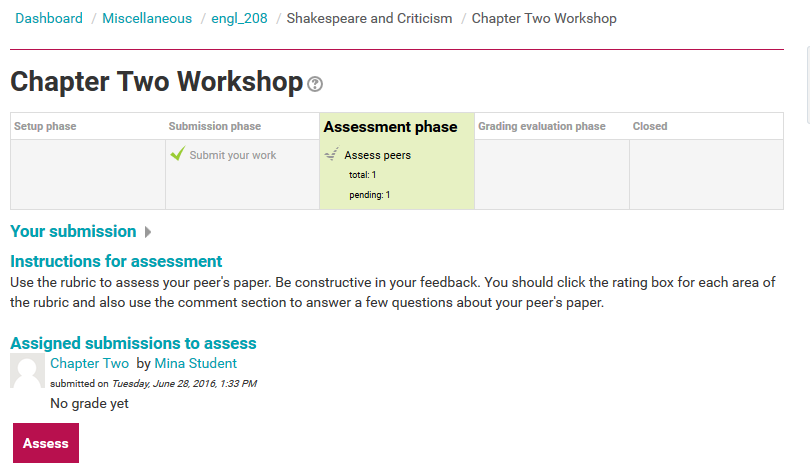 Dashboard / Miscellaneous / engl_208 / Shakespeare and Criticism / Chapter Two Workshop
Chapter Two Workshop ?
Setup phase Submission phase Assessment phase Grading evaluation phase Closed
Submit your work Assess peers
total: 1
pending: 1
Your submission
Instructions for assessment
Use the rubric to assess your peer's paper. Be constructive in your feedback. You should click the rating box for each area of
the rubric and also use the comment section to answer a few questions about your peer's paper.
Assigned submissions to assess
Chapter Two by Mina Student
submitted on Tuesday, June 28, 2016, 1:33 PM
No grade yet
Assess